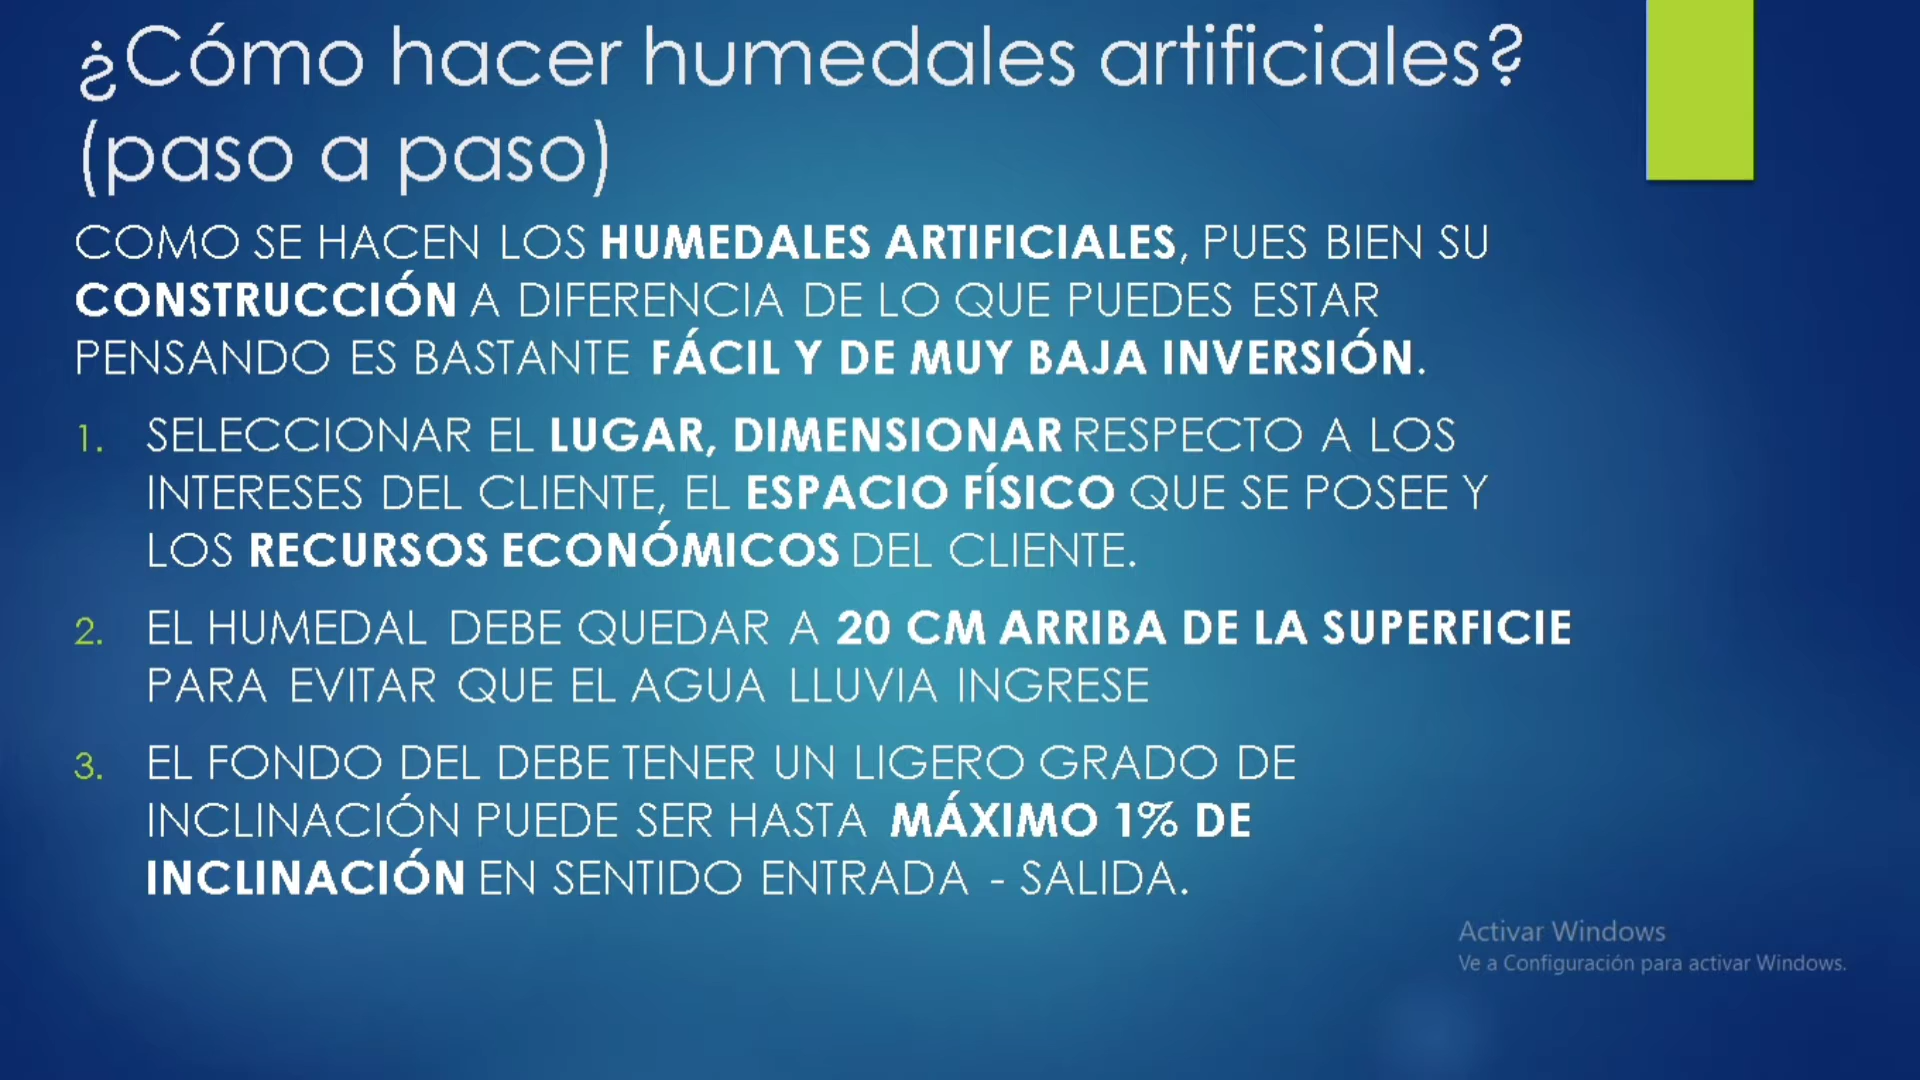 ¿Cómo hacer humedales artificiales?
(paso a paso)
COMO SE HACEN LOS HUMEDALES ARTIFICIALES, PUES BIEN SU
CONSTRUCCIÓN A DIFERENCIA DE LO QUE PUEDES ESTAR
PENSANDO ES BASTANTE FÁCIL Y DE MUY BAJA INVERSIÓN.
1. SELECCIONAR EL LUGAR, DIMENSIONAR RESPECTO A LOS
INTERESES DEL CLIENTE, EL ESPACIO FÍSICO QUE SE POSEE Y
LOS RECURSOS ECONÓMICOS DEL CLIENTE.
2. EL HUMEDAL DEBE QUEDAR A 20 CM ARRIBA DE LA SUPERFICIE
PARA EVITAR QUE EL AGUA LLUVIA INGRESE
3. EL FONDO DEL DEBE TENER UN LIGERO GRADO DE
INCLINACIÓN PUEDE SER HASTA MÁXIMO 1% DE
INCLINACIÓN EN SENTIDO ENTRADA - SALIDA.
Activar Windows
Ve a Configuración para activar Windows.